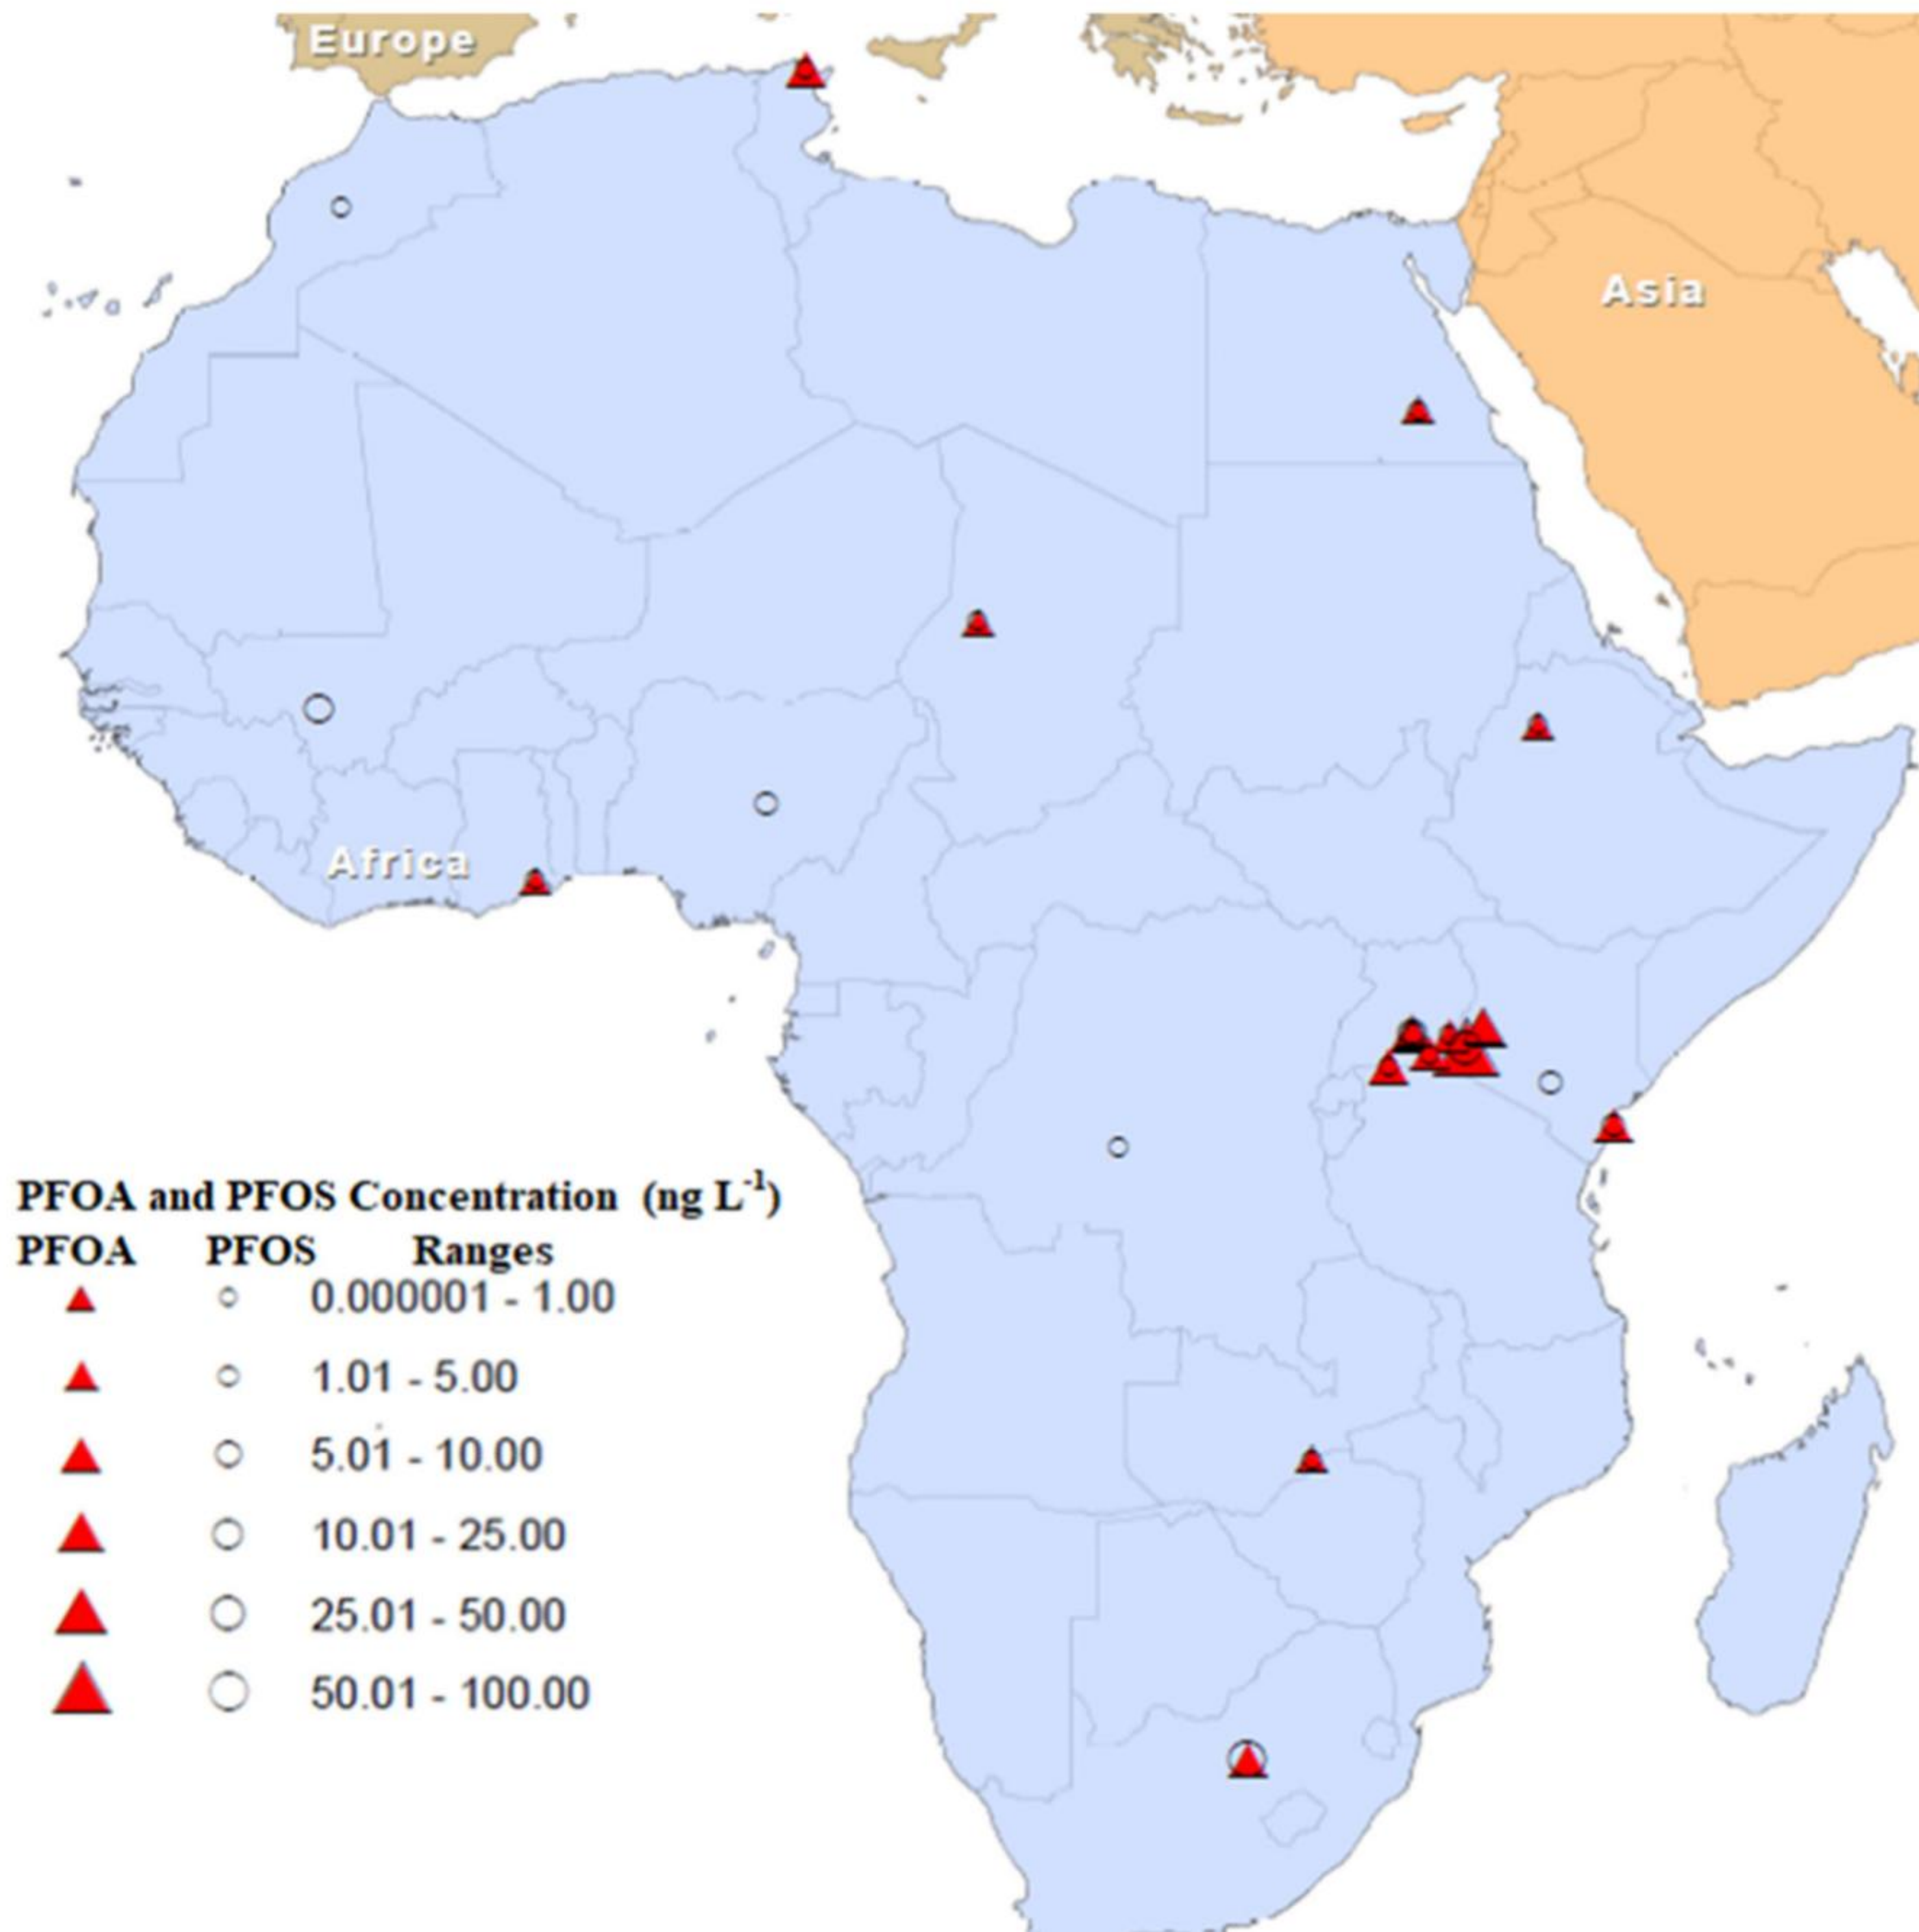 Europe
Asia
Africa
PFOA and PFOS Concentration (ng L⁻¹)
PFOA PFOS Ranges
0.000001 - 1.00
1.01 - 5.00
5.01 - 10.00
10.01 - 25.00
25.01 - 50.00
50.01 - 100.00